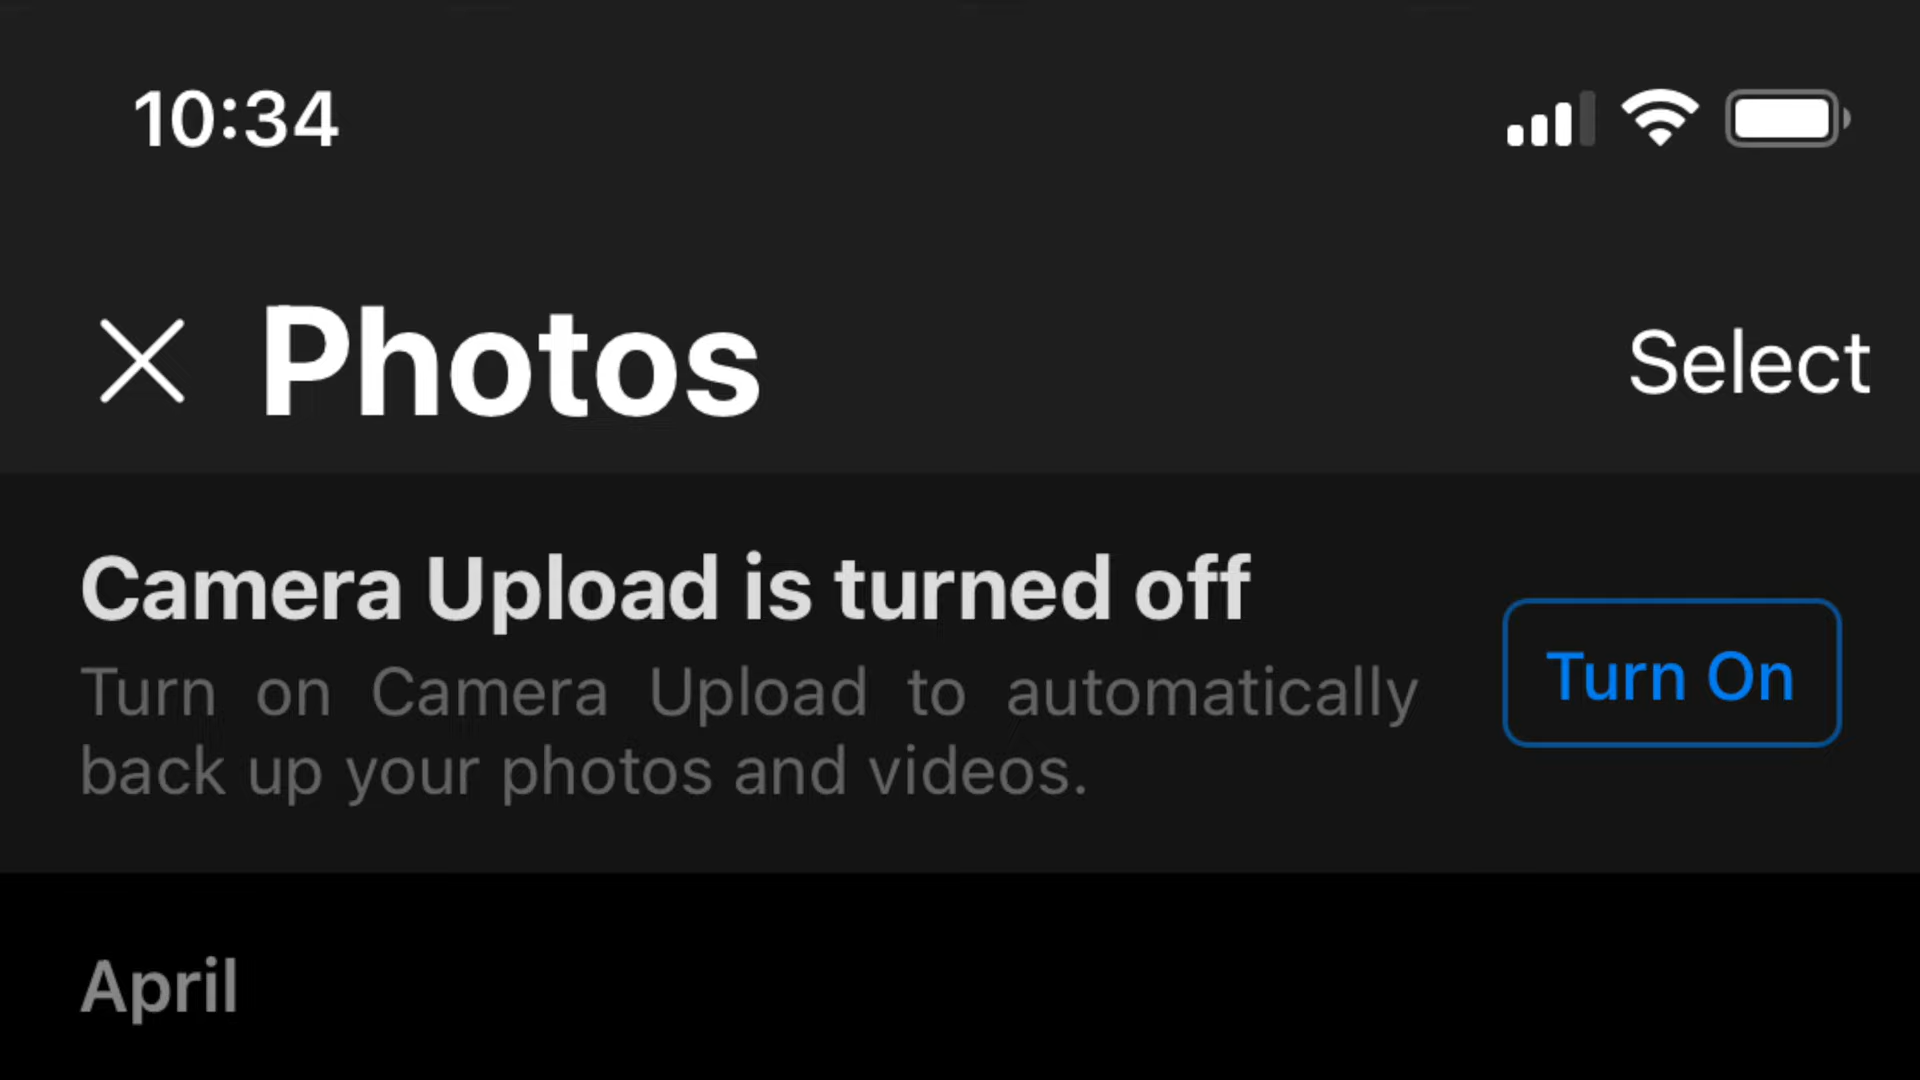 10:34
Photos
Select
Camera Upload is turned off
Turn on Camera Upload to automatically
back up your photos and videos.
Turn On
April